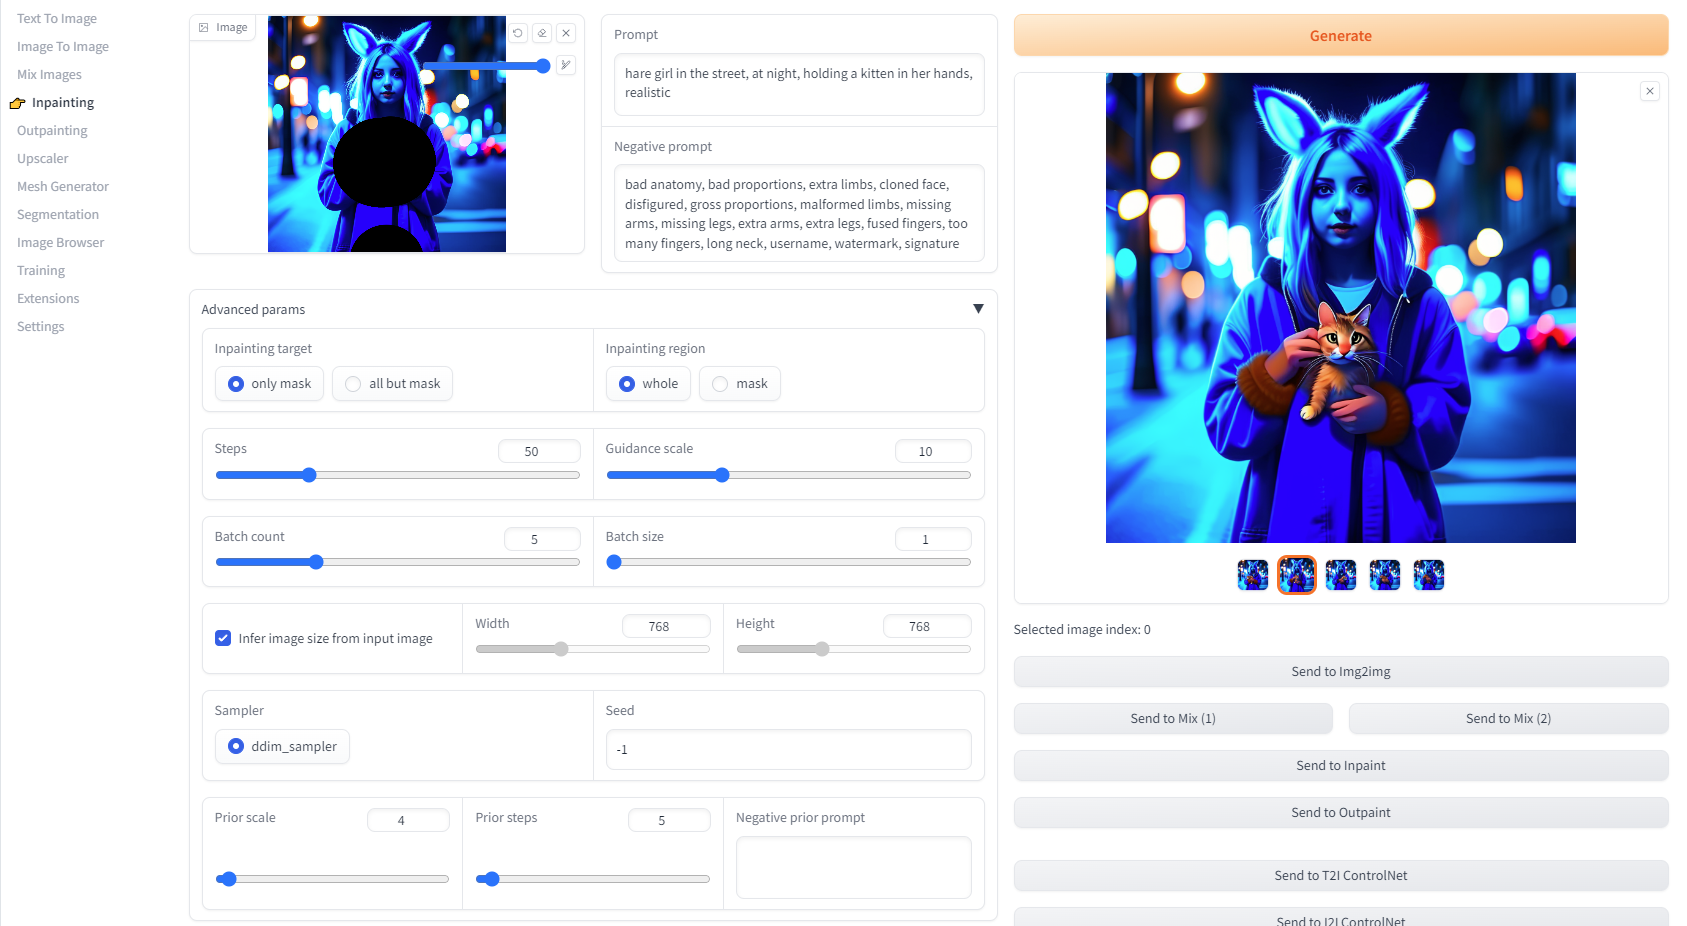 Text To Image
Image To Image
Mix Images
👉 Inpainting
Outpainting
Upscaler
Mesh Generator
Segmentation
Image Browser
Training
Extensions
Settings
Image
Prompt
hare girl in the street, at night, holding a kitten in her hands,
realistic
Negative prompt
bad anatomy, bad proportions, extra limbs, cloned face,
disfigured, gross proportions, malformed limbs, missing
arms, missing legs, extra arms, extra legs, fused fingers, too
many fingers, long neck, username, watermark, signature
Advanced params ▼
Inpainting target
only mask
all but mask
Inpainting region
whole
mask
Steps 50
Guidance scale 10
Batch count 5
Batch size 1
Infer image size from input image
Width 768
Height 768
Sampler
ddim_sampler
Seed
-1
Prior scale 4
Prior steps 5
Negative prior prompt
Generate
Selected image index: 0
Send to Img2img
Send to Mix (1)
Send to Mix (2)
Send to Inpaint
Send to Outpaint
Send to T2I ControlNet
Send to I2I ControlNet